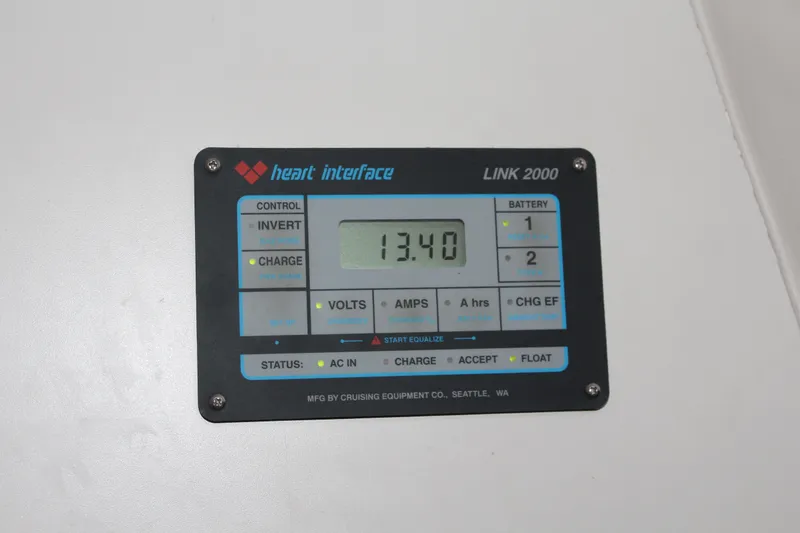 heart interface
LINK 2000
CONTROL
INVERT
CHARGE
13.40
BATTERY
1
2
VOLTS
AMPS
A hrs
CHG EF
START EQUALIZE
STATUS: AC IN CHARGE ACCEPT FLOAT
MFG BY CRUISING EQUIPMENT CO., SEATTLE, WA